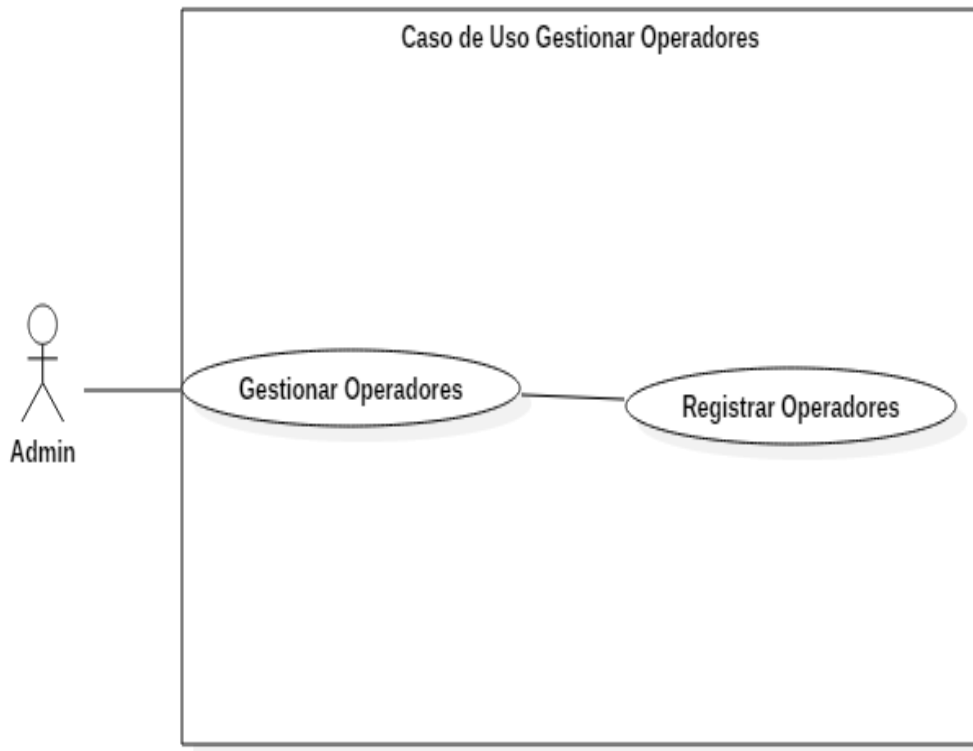 Caso de Uso Gestionar Operadores
Gestionar Operadores
Registrar Operadores
Admin